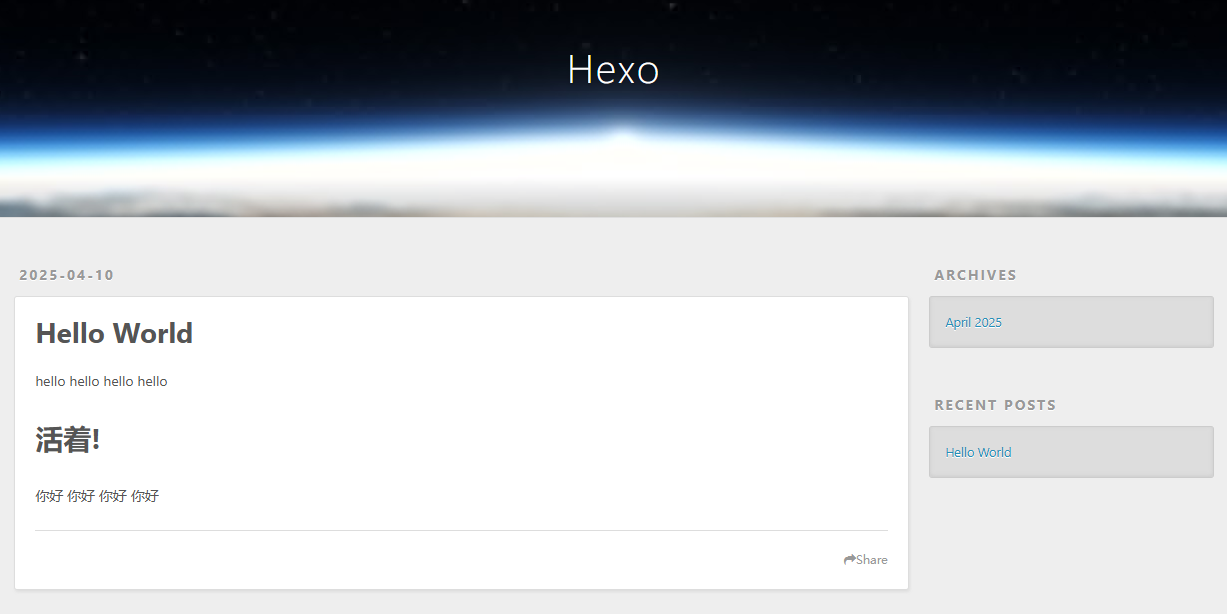 Hexo
2025-04-10
Hello World
hello hello hello hello
活着!
你好 你好 你好 你好
Share
ARCHIVES
April 2025
RECENT POSTS
Hello World